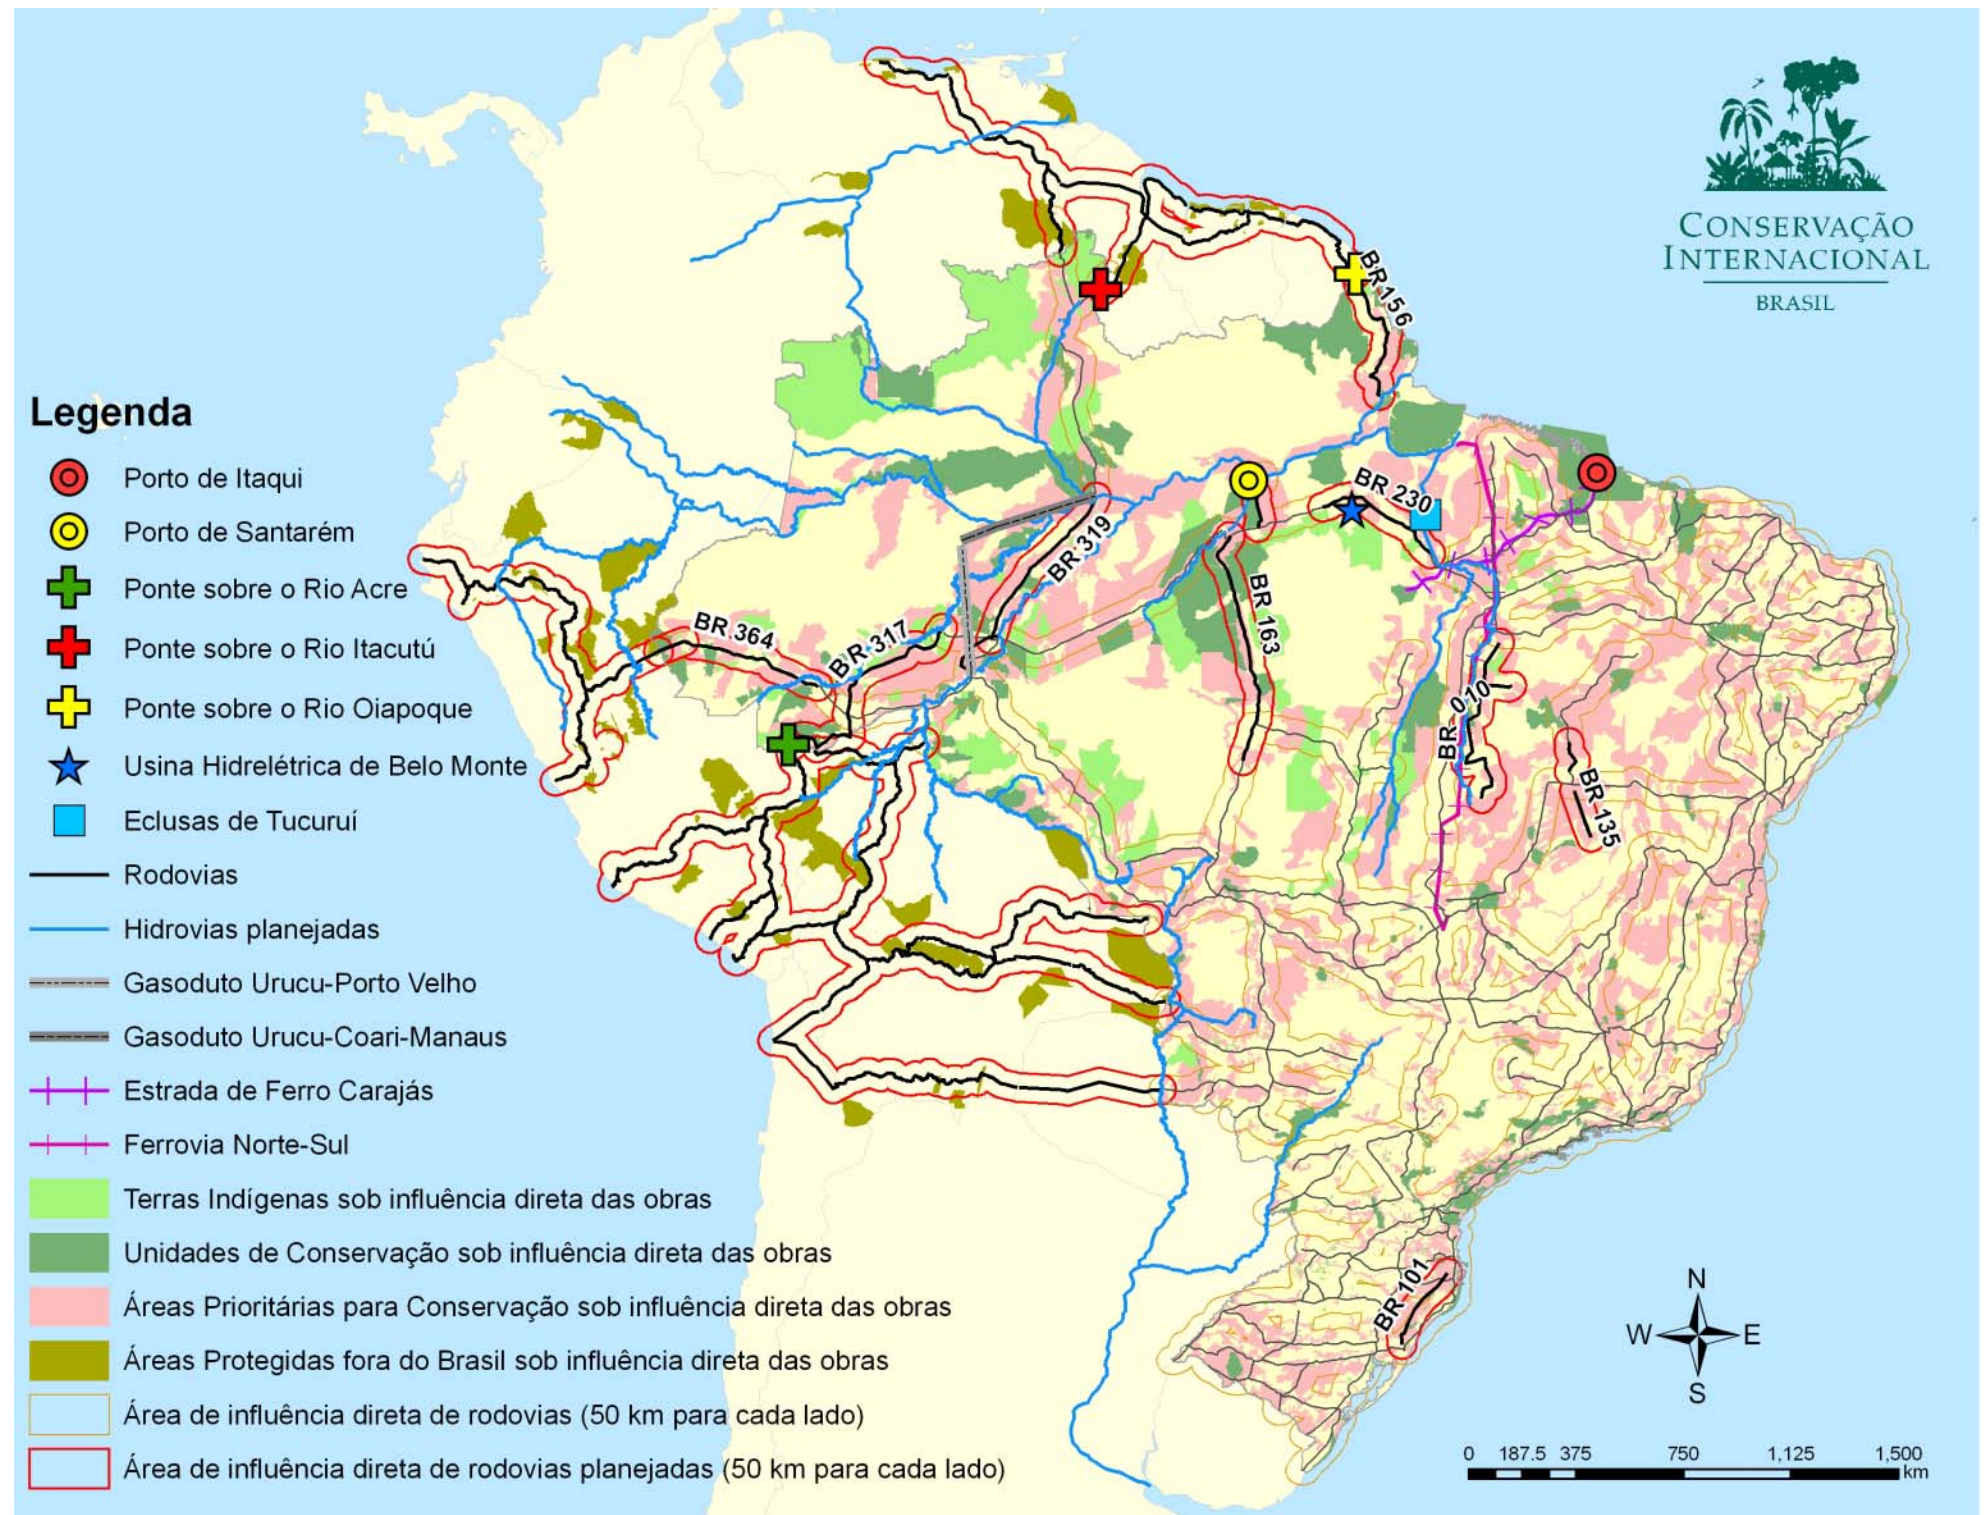 CONSERVAÇÃO
INTERNACIONAL
BRASIL
BR 156
BR 230
BR 319
BR 163
BR 364
BR 317
BR 010
BR 135
BR 101
Legenda
Porto de Itaqui
Porto de Santarém
Ponte sobre o Rio Acre
Ponte sobre o Rio Itacutú
Ponte sobre o Rio Oiapoque
Usina Hidrelétrica de Belo Monte
Eclusas de Tucuruí
Rodovias
Hidrovias planejadas
Gasoduto Urucu-Porto Velho
Gasoduto Urucu-Coari-Manaus
Estrada de Ferro Carajás
Ferrovia Norte-Sul
Terras Indígenas sob influência direta das obras
Unidades de Conservação sob influência direta das obras
Áreas Prioritárias para Conservação sob influência direta das obras
Áreas Protegidas fora do Brasil sob influência direta das obras
Área de influência direta de rodovias (50 km para cada lado)
Área de influência direta de rodovias planejadas (50 km para cada lado)
N
W E
S
0 187.5 375 750 1,125 1,500
km